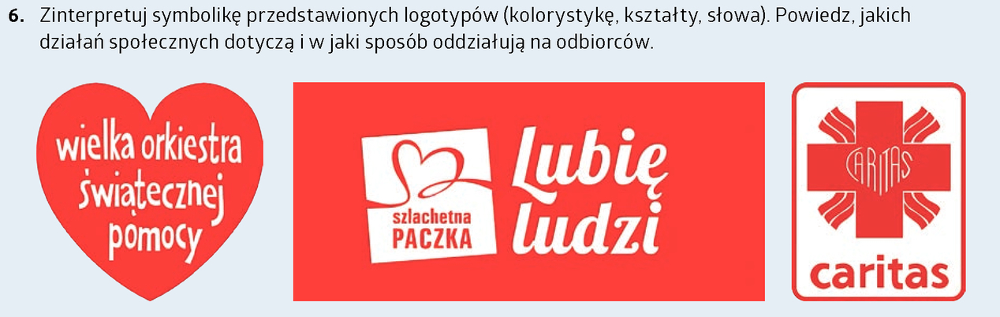 6. Zinterpretuj symbolikę przedstawionych logotypów (kolorystykę, kształty, słowa). Powiedz, jakich
działań społecznych dotyczą i w jaki sposób oddziałują na odbiorców.
wielka orkiestra
świątecznej
pomocy
szlachetna
PACZKA
Lubię
ludzi
CARITAS
caritas